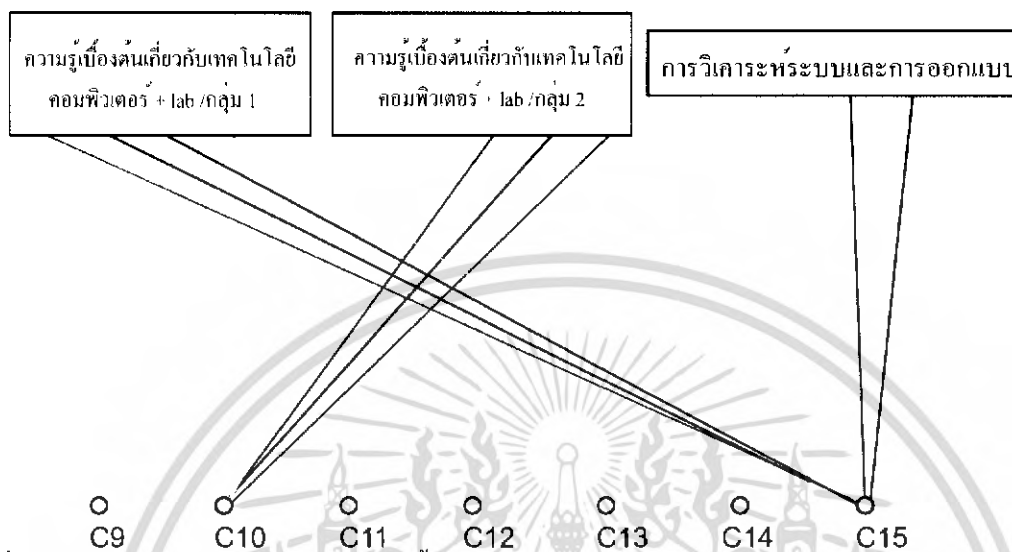 ความรู้เบื้องต้นเกี่ยวกับเทคโนโลยี
คอมพิวเตอร์ + lab /กลุ่ม 1
ความรู้เบื้องต้นเกี่ยวกับเทคโนโลยี
คอมพิวเตอร์ + lab /กลุ่ม 2
การวิเคาระห์ระบบและการออกแบบ
C9 C10 C11 C12 C13 C14 C15